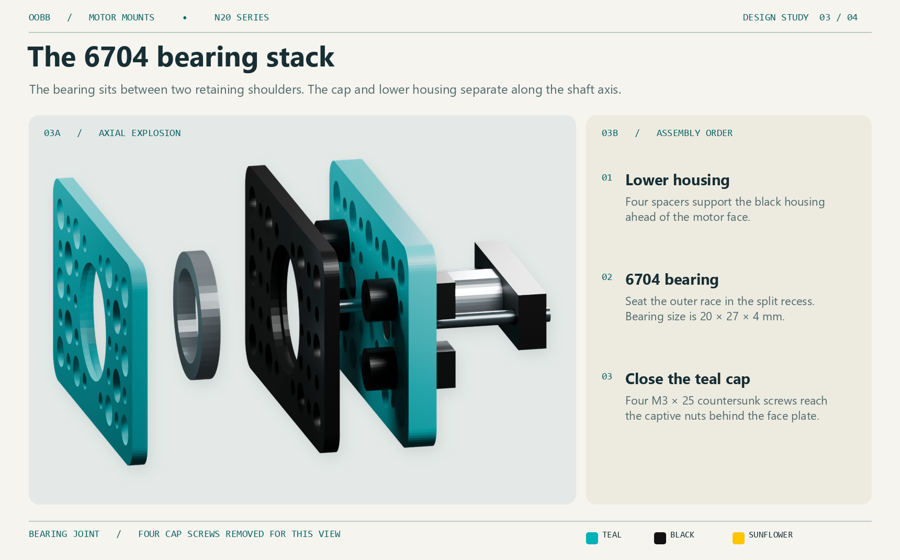 OOBB / MOTOR MOUNTS • N20 SERIES DESIGN STUDY 03 / 04
The 6704 bearing stack
The bearing sits between two retaining shoulders. The cap and lower housing separate along the shaft axis.
03A / AXIAL EXPLOSION
03B / ASSEMBLY ORDER
01 Lower housing
Four spacers support the black housing
ahead of the motor face.
02 6704 bearing
Seat the outer race in the split recess.
Bearing size is 20 × 27 × 4 mm.
03 Close the teal cap
Four M3 × 25 countersunk screws reach
the captive nuts behind the face plate.
BEARING JOINT / FOUR CAP SCREWS REMOVED FOR THIS VIEW
TEAL BLACK SUNFLOWER